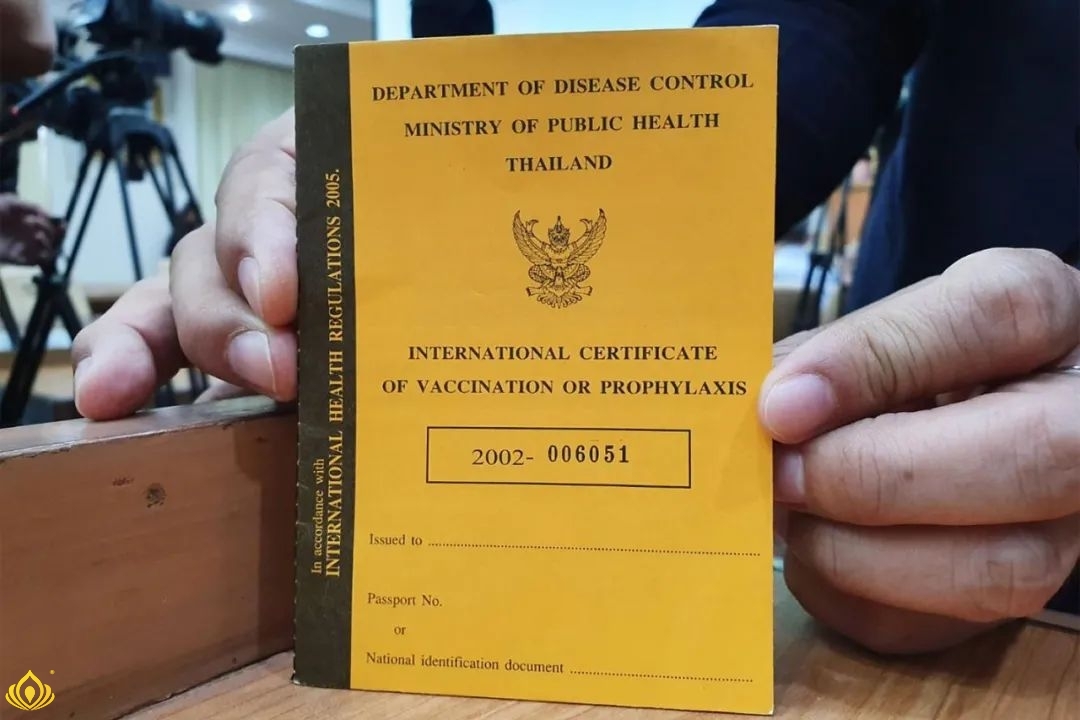 DEPARTMENT OF DISEASE CONTROL
MINISTRY OF PUBLIC HEALTH
THAILAND
INTERNATIONAL CERTIFICATE
OF VACCINATION OR PROPHYLAXIS
2002- 006051
Issued to ........................................................
Passport No.
or
National identification document ................................
In accordance with
INTERNATIONAL HEALTH REGULATIONS 2005.